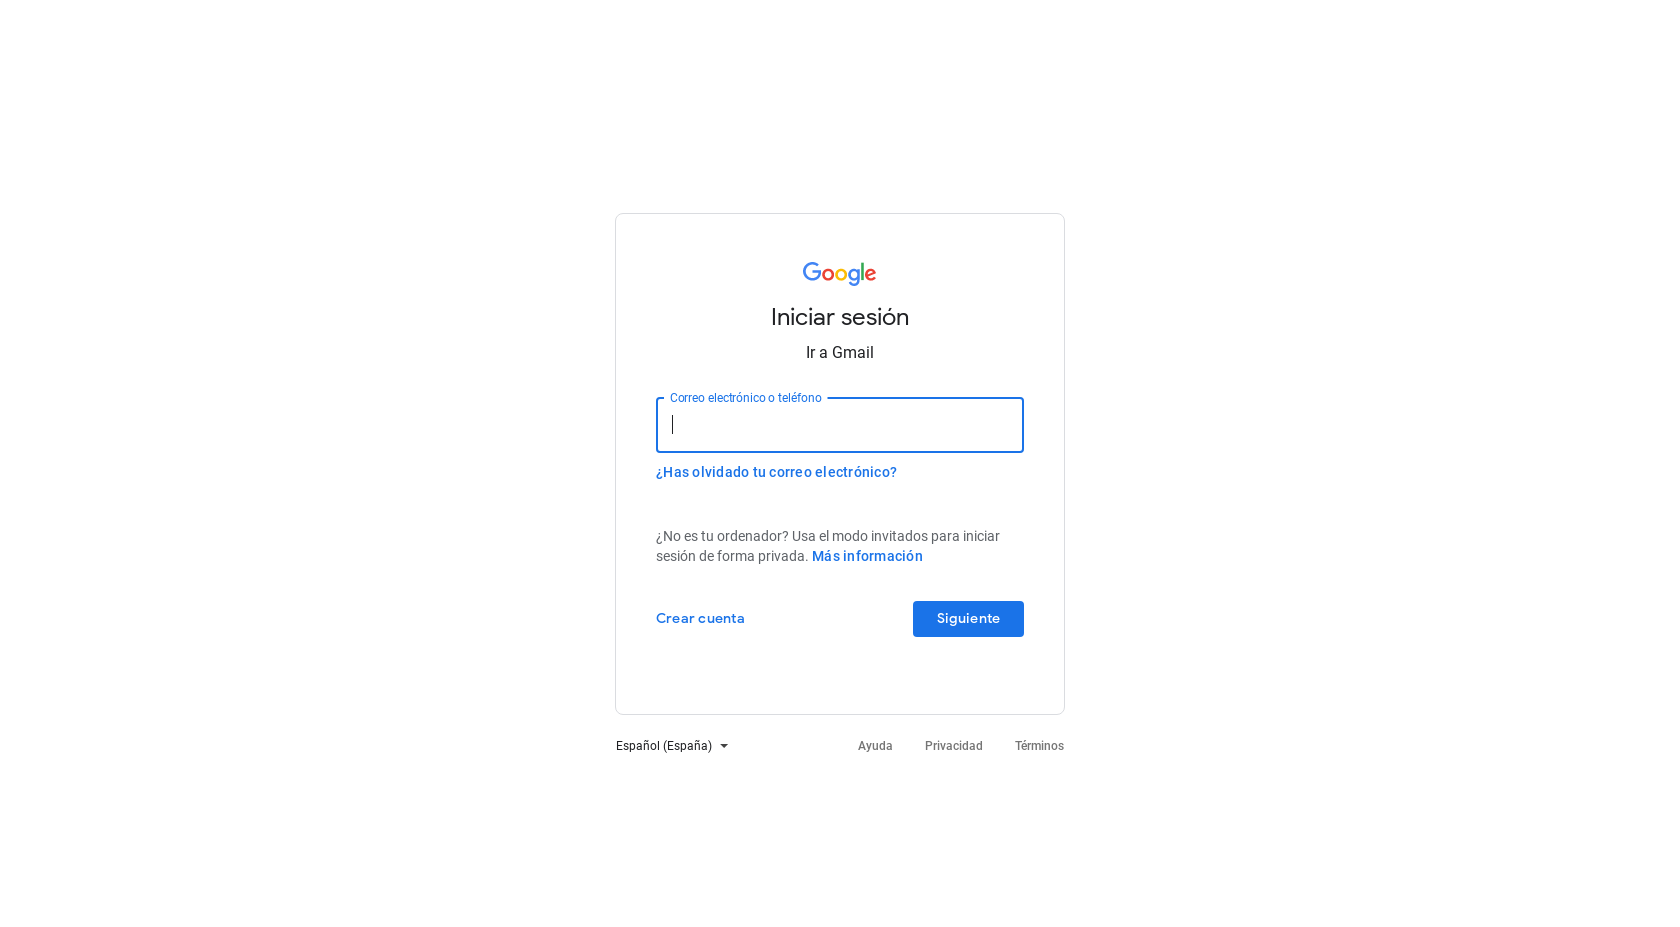 Google
Iniciar sesión
Ir a Gmail
Correo electrónico o teléfono
¿Has olvidado tu correo electrónico?
¿No es tu ordenador? Usa el modo invitados para iniciar
sesión de forma privada. Más información
Crear cuenta
Siguiente
Español (España)
Ayuda
Privacidad
Términos